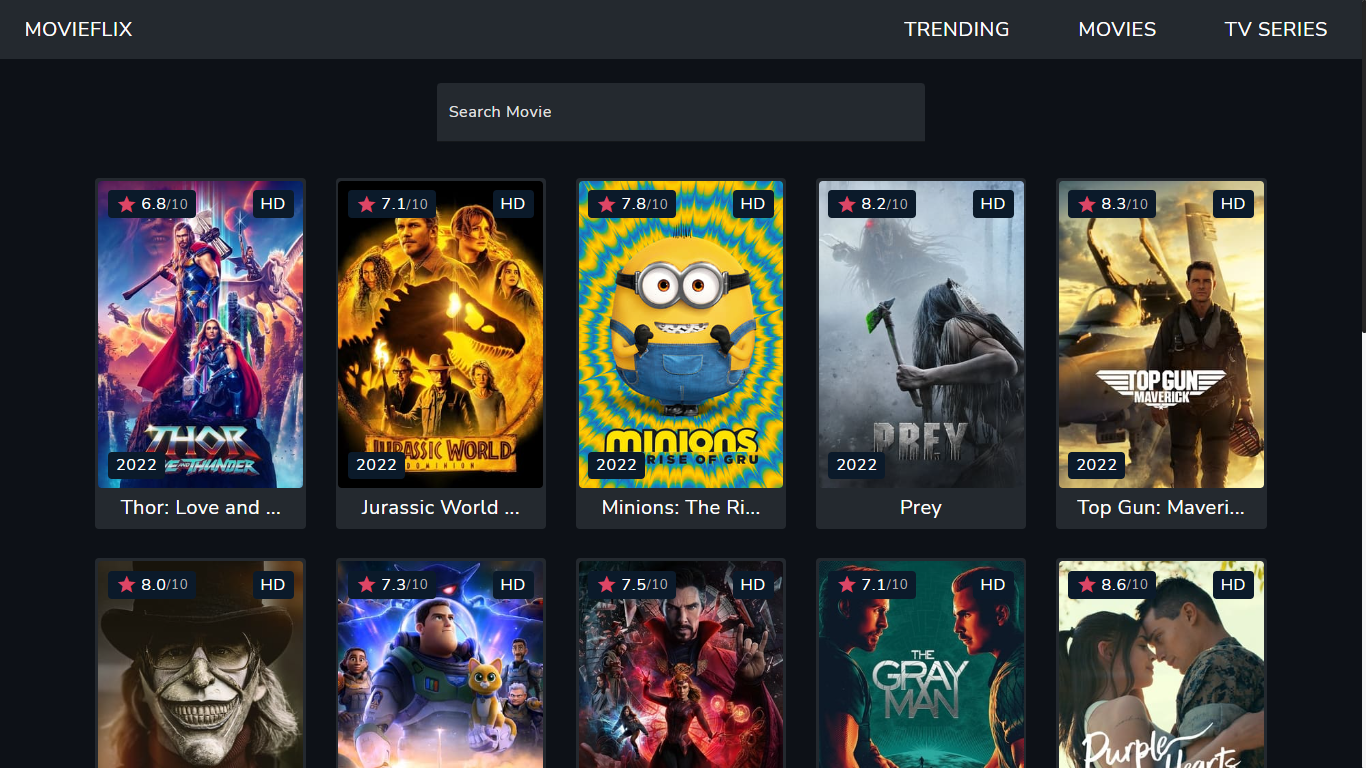 MOVIEFLIX TRENDING MOVIES TV SERIES
Search Movie
6.8/10 HD
THOR
LOVE AND THUNDER
2022
Thor: Love and ...
7.1/10 HD
JURASSIC WORLD
DOMINION
2022
Jurassic World ...
7.8/10 HD
minions
RISE OF GRU
2022
Minions: The Ri...
8.2/10 HD
PREY
2022
Prey
8.3/10 HD
TOP GUN
MAVERICK
2022
Top Gun: Maveri...
8.0/10 HD
7.3/10 HD
7.5/10 HD
7.1/10 HD
THE
GRAY
MAN
8.6/10 HD
Purple
Hearts